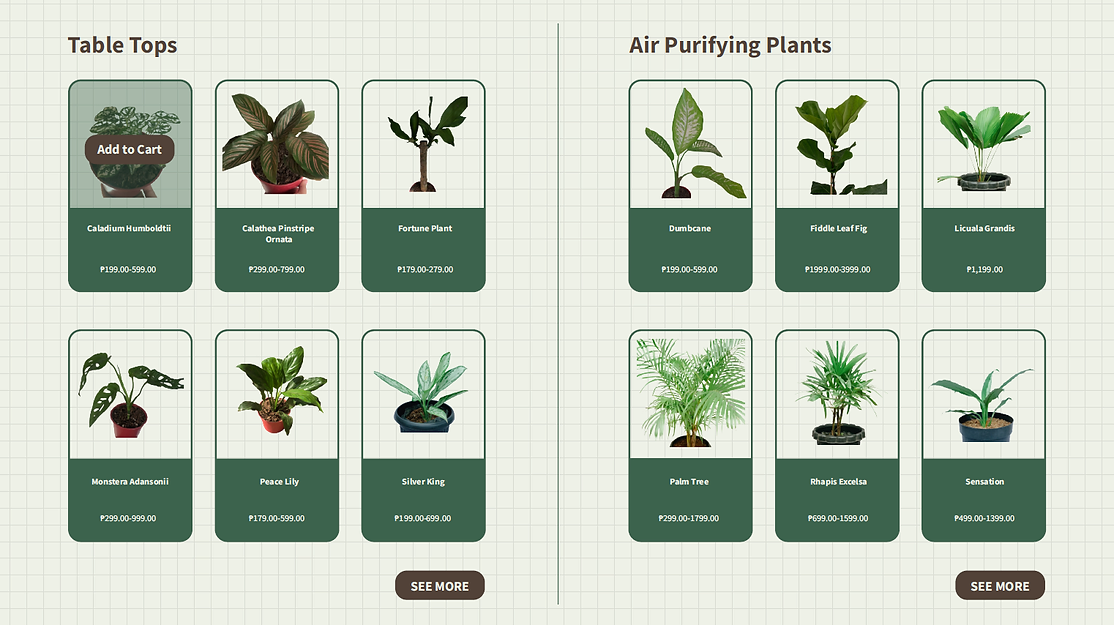 Table Tops
Add to Cart
Caladium Humboldtii
₱199.00-599.00
Calathea Pinstripe
Ornata
₱299.00-799.00
Fortune Plant
₱179.00-279.00
Monstera Adansonii
₱299.00-999.00
Peace Lily
₱179.00-599.00
Silver King
₱199.00-699.00
SEE MORE
Air Purifying Plants
Dumbcane
₱199.00-599.00
Fiddle Leaf Fig
₱1999.00-3999.00
Licuala Grandis
₱1,199.00
Palm Tree
₱299.00-1799.00
Rhapis Excelsa
₱699.00-1599.00
Sensation
₱499.00-1399.00
SEE MORE